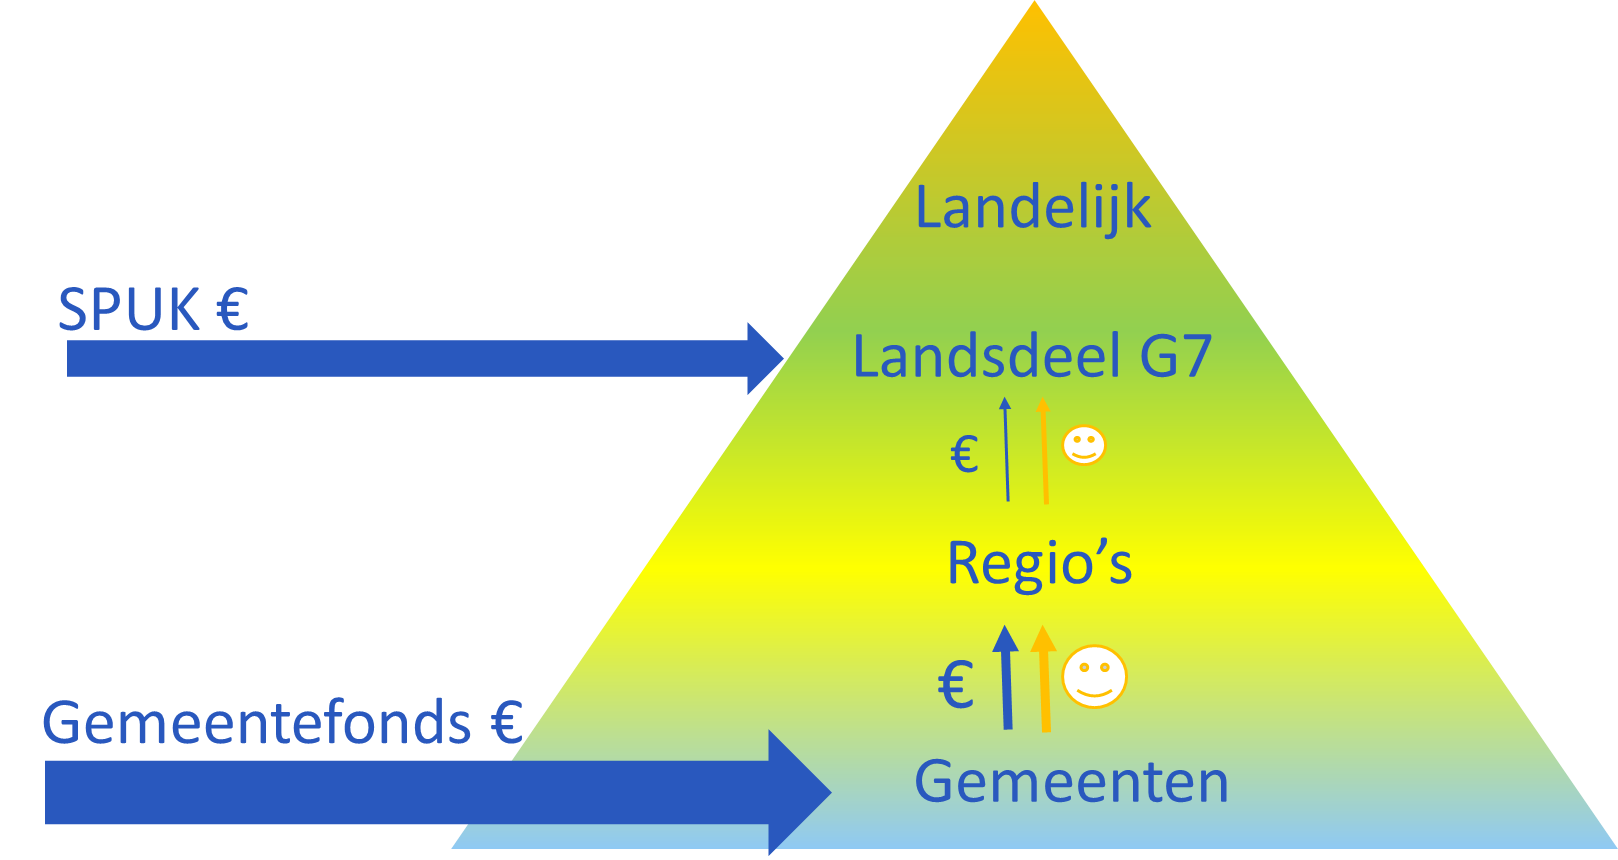 Landelijk
SPUK €
Landsdeel G7
€
Regio’s
€
Gemeentefonds €
Gemeenten